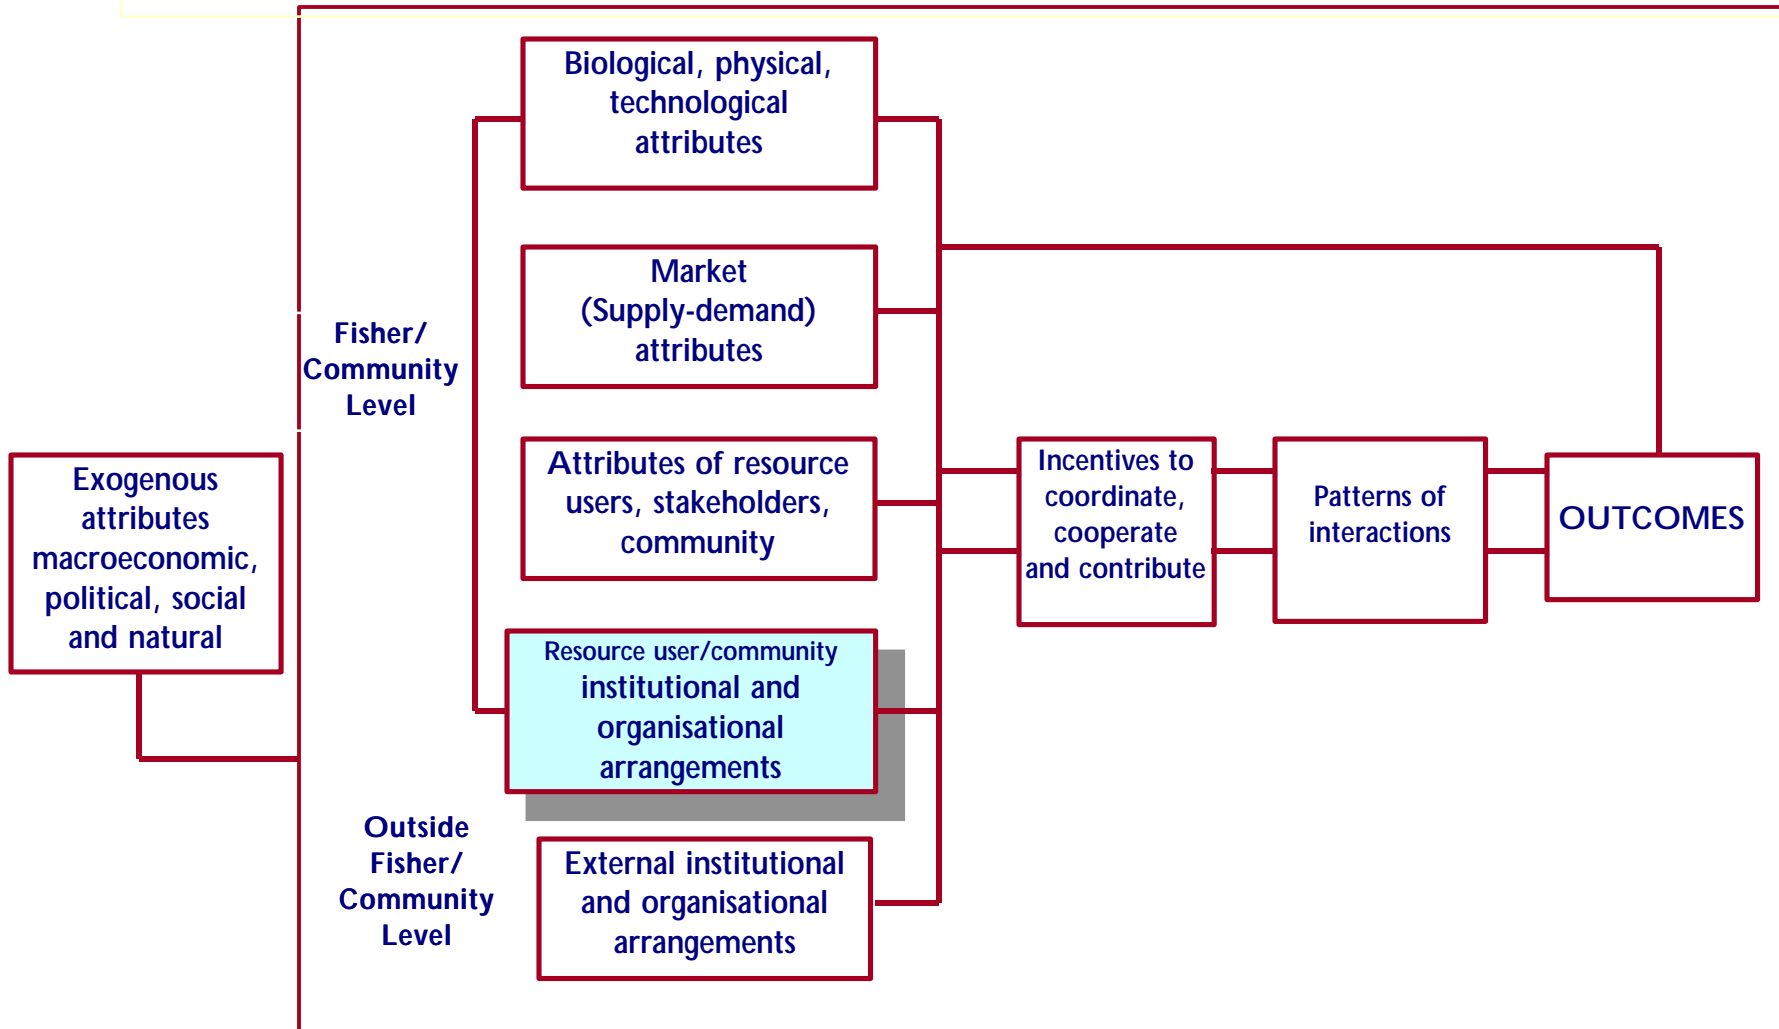 Biological, physical,
technological
attributes
Market
(Supply-demand)
attributes
Fisher/
Community
Level
Attributes of resource
users, stakeholders,
community
Exogenous
attributes
macroeconomic,
political, social
and natural
Incentives to
coordinate,
cooperate
and contribute
Patterns of
interactions
OUTCOMES
Resource user/community
institutional and
organisational
arrangements
Outside
Fisher/
Community
Level
External institutional
and organisational
arrangements